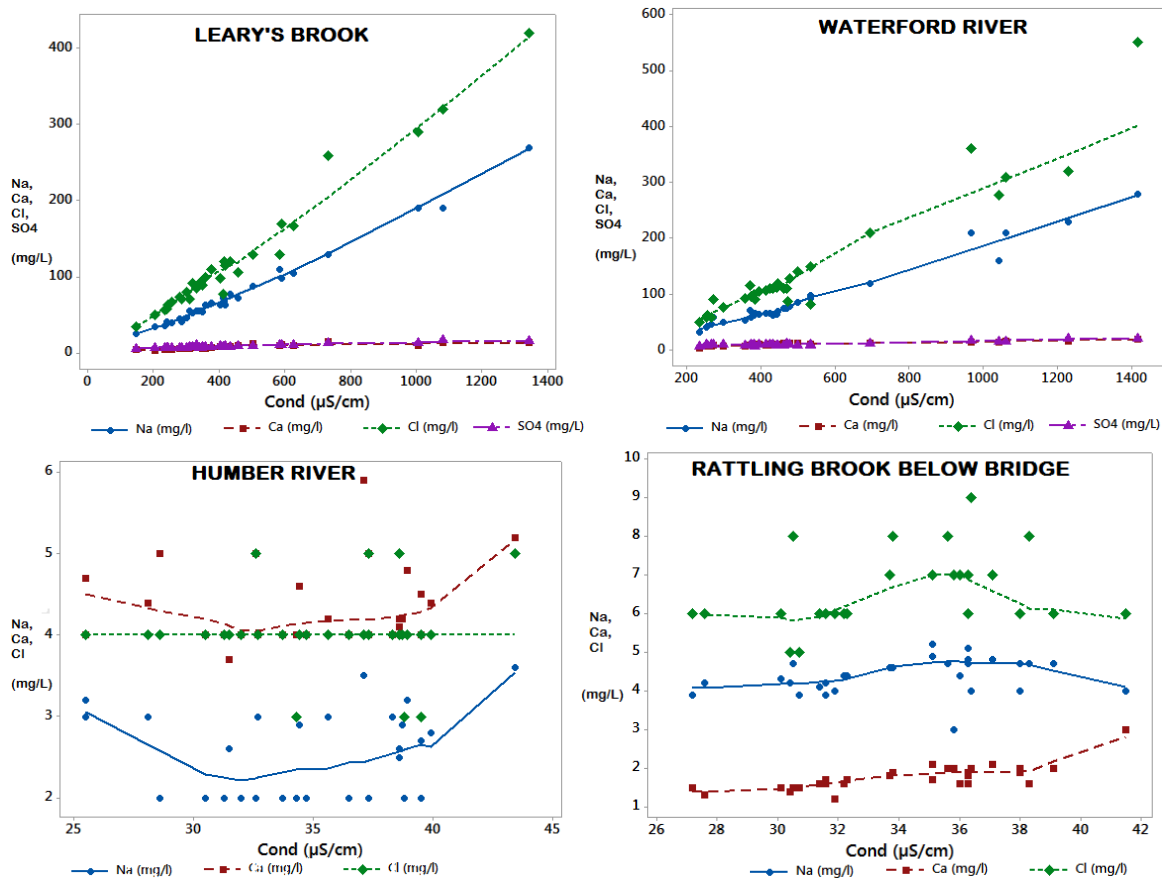 LEARY'S BROOK
400
300
200
100
0
Na,
Ca,
Cl,
SO4
(mg/L)
0 200 400 600 800 1000 1200 1400
Cond (µS/cm)
Na (mg/l) Ca (mg/l) Cl (mg/l) SO4 (mg/L)
WATERFORD RIVER
600
500
400
300
200
100
0
Na,
Ca,
Cl,
SO4
(mg/L)
200 400 600 800 1000 1200 1400
Cond (µS/cm)
Na (mg/l) Ca (mg/l) Cl (mg/l) SO4 (mg/L)
HUMBER RIVER
6
5
4
3
2
Na,
Ca,
Cl
(mg/L)
25 30 35 40 45
Cond (µS/cm)
Na (mg/l) Ca (mg/l) Cl (mg/l)
RATTLING BROOK BELOW BRIDGE
10
9
8
7
6
5
4
3
2
1
Na,
Ca,
Cl
(mg/L)
26 28 30 32 34 36 38 40 42
Cond (µS/cm)
Na (mg/l) Ca (mg/l) Cl (mg/l)